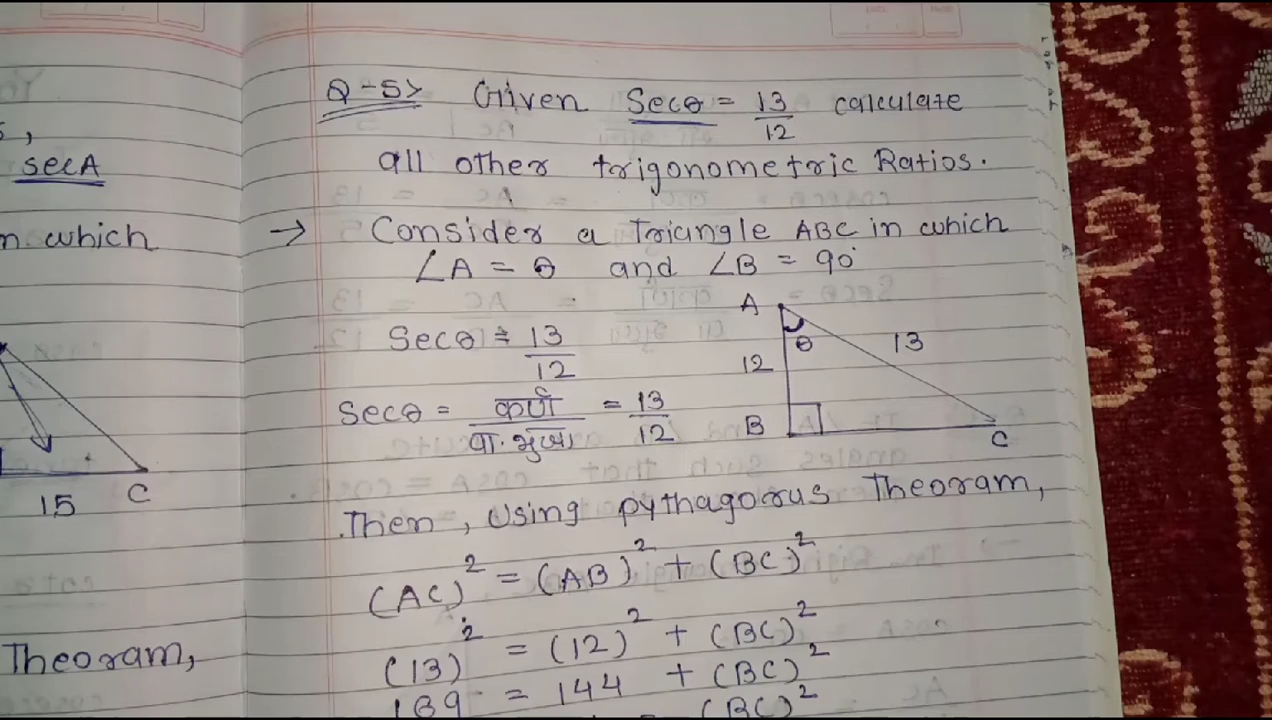 secA
n which
15 C
Theoram,
Q-5> Given Secθ = 13/12 calculate
all other trigonometric Ratios.
→ Consider a Triangle ABC in which
∠A = θ and ∠B = 90°
A
Secθ = 13/12
θ
13
12
Secθ = कर्ण/पा. भुजा = 13/12
B
C
Then, using pythagorus Theoram,
(AC)² = (AB)² + (BC)²
(13)² = (12)² + (BC)²
169 = 144 + (BC)²
(BC)²